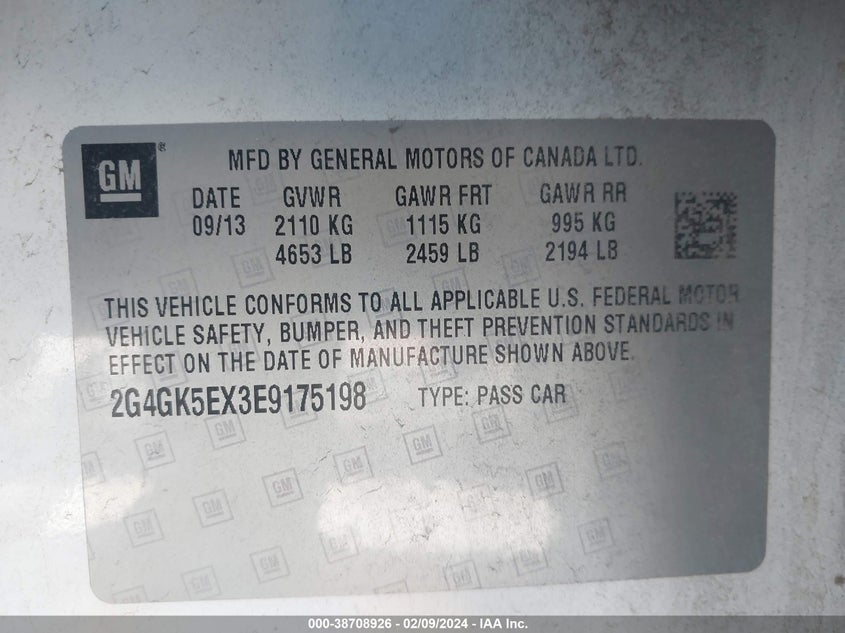 GM®
MFD BY GENERAL MOTORS OF CANADA LTD.
DATE GVWR GAWR FRT GAWR RR
09/13 2110 KG 1115 KG 995 KG
4653 LB 2459 LB 2194 LB
THIS VEHICLE CONFORMS TO ALL APPLICABLE U.S. FEDERAL MOTOR
VEHICLE SAFETY, BUMPER, AND THEFT PREVENTION STANDARDS IN
EFFECT ON THE DATE OF MANUFACTURE SHOWN ABOVE.
2G4GK5EX3E9175198 TYPE: PASS CAR
000-38708926 - 02/09/2024 - IAA Inc.